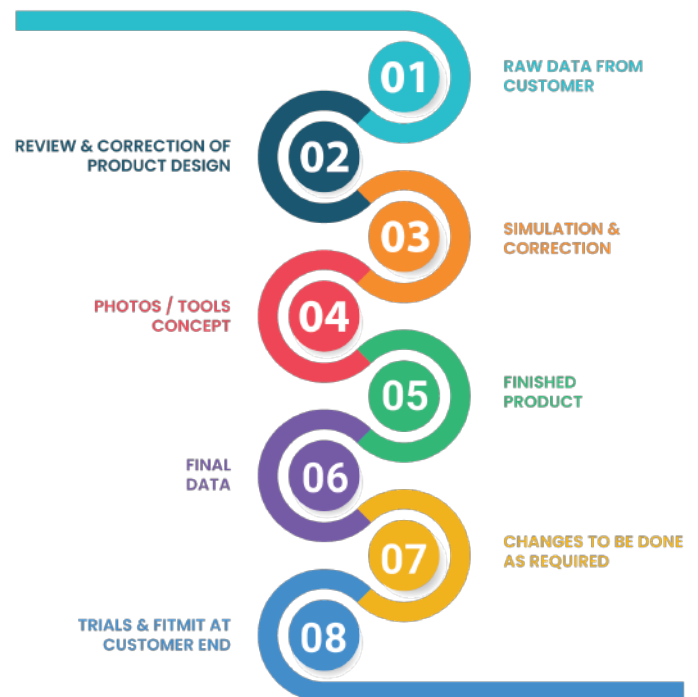 01
RAW DATA FROM
CUSTOMER
REVIEW & CORRECTION OF
PRODUCT DESIGN
02
03
SIMULATION &
CORRECTION
PHOTOS / TOOLS
CONCEPT
04
05
FINISHED
PRODUCT
FINAL
DATA
06
07
CHANGES TO BE DONE
AS REQUIRED
TRIALS & FITMIT AT
CUSTOMER END
08